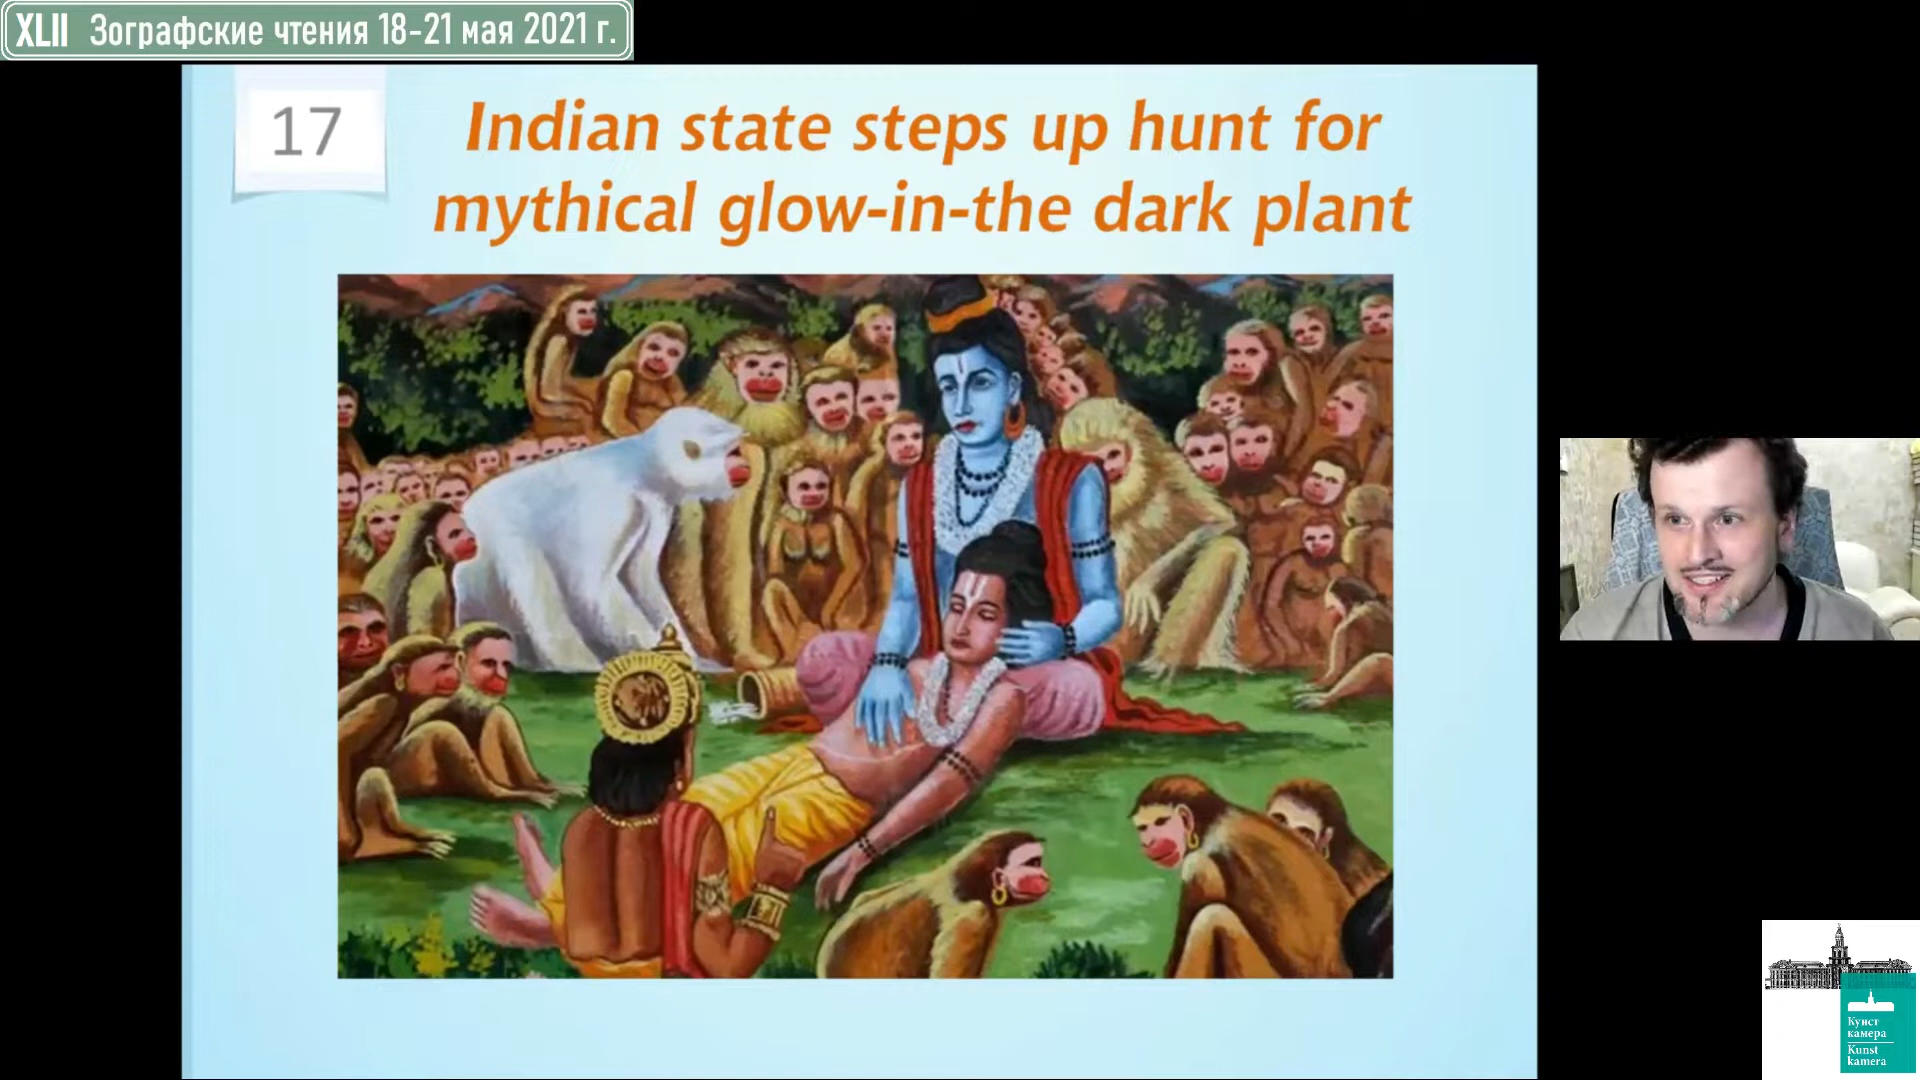 XLII Зографские чтения 18-21 мая 2021 г.
17
Indian state steps up hunt for
mythical glow-in-the dark plant
Кунст
камера
Kunst
kamera